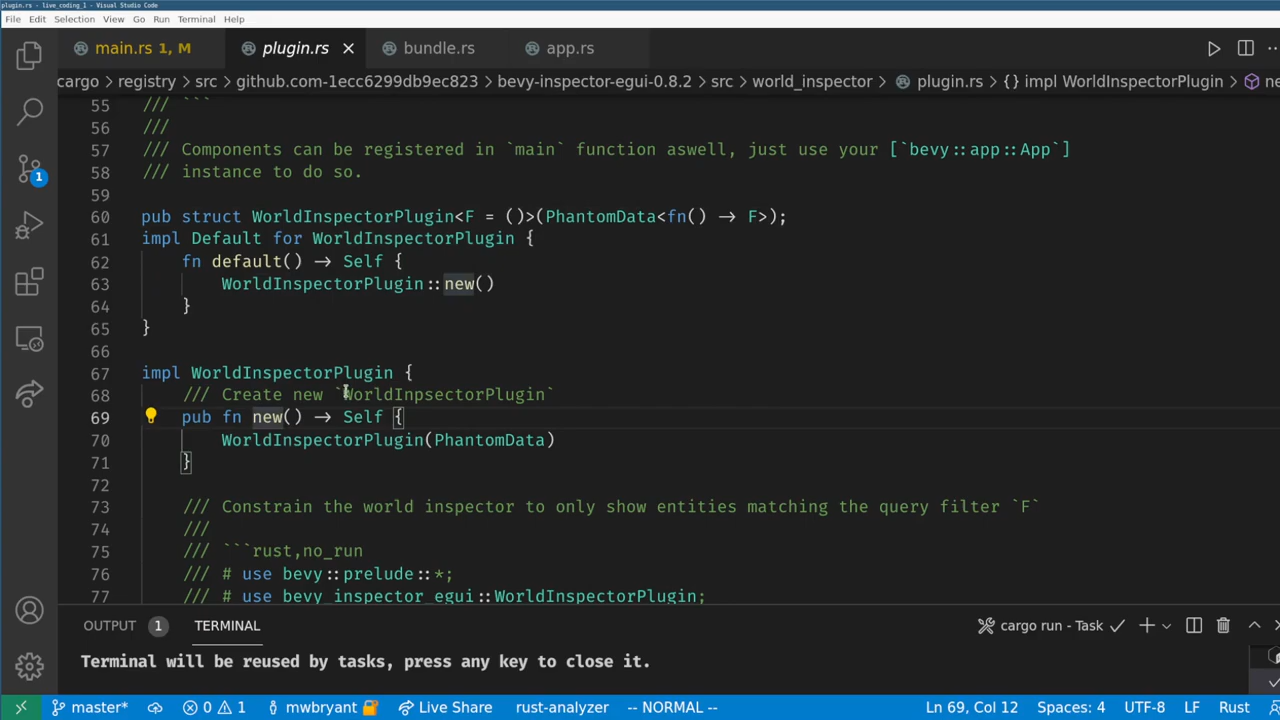 plugin.rs - live_coding_1 - Visual Studio Code
File Edit Selection View Go Run Terminal Help
main.rs 1, M plugin.rs bundle.rs app.rs
cargo > registry > src > github.com-1ecc6299db9ec823 > bevy-inspector-egui-0.8.2 > src > world_inspector > plugin.rs > {} impl WorldInspectorPlugin > ne
55 /// ```
56 ///
57 /// Components can be registered in `main` function aswell, just use your [`bevy::app::App`]
58 /// instance to do so.
59
60 pub struct WorldInspectorPlugin<F = ()>(PhantomData<fn() -> F>);
61 impl Default for WorldInspectorPlugin {
62 fn default() -> Self {
63 WorldInspectorPlugin::new()
64 }
65 }
66
67 impl WorldInspectorPlugin {
68 /// Create new `WorldInpsectorPlugin`
69 pub fn new() -> Self {
70 WorldInspectorPlugin(PhantomData)
71 }
72
73 /// Constrain the world inspector to only show entities matching the query filter `F`
74 ///
75 /// ```rust,no_run
76 /// # use bevy::prelude::*;
77 /// # use bevy_inspector_egui::WorldInspectorPlugin;
1
OUTPUT 1 TERMINAL cargo run - Task
Terminal will be reused by tasks, press any key to close it.
master* 0 1 mwbryant Live Share rust-analyzer -- NORMAL -- Ln 69, Col 12 Spaces: 4 UTF-8 LF Rust